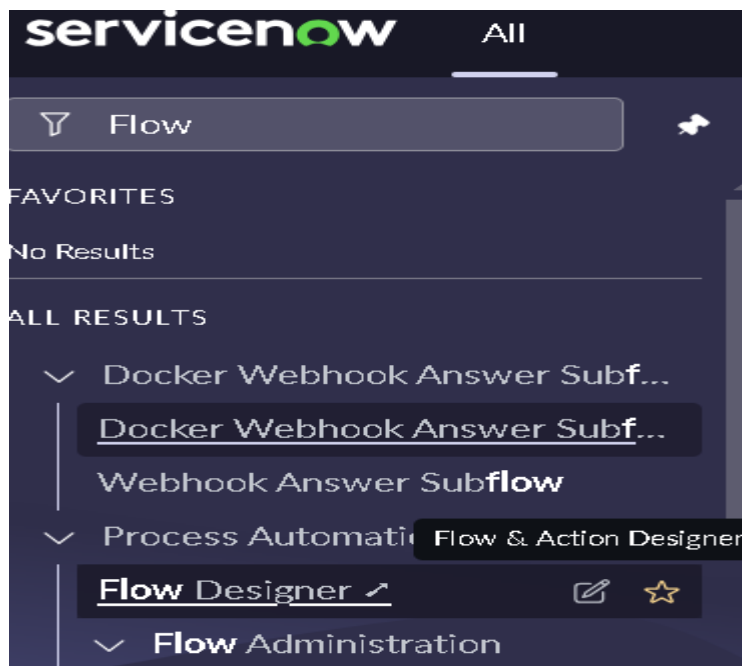 servicenow All
Flow
FAVORITES
No Results
ALL RESULTS
Docker Webhook Answer Subf...
Docker Webhook Answer Subf...
Webhook Answer Subflow
Process Automati
Flow & Action Designer
Flow Designer
Flow Administration